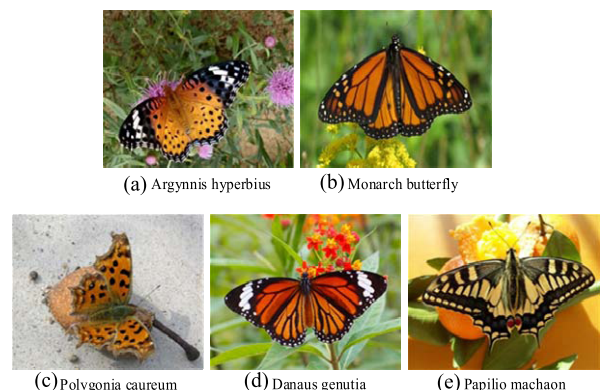 (a) Argynnis hyperbius
(b) Monarch butterfly
(c) Polygonia caureum
(d) Danaus genutia
(e) Papilio machaon